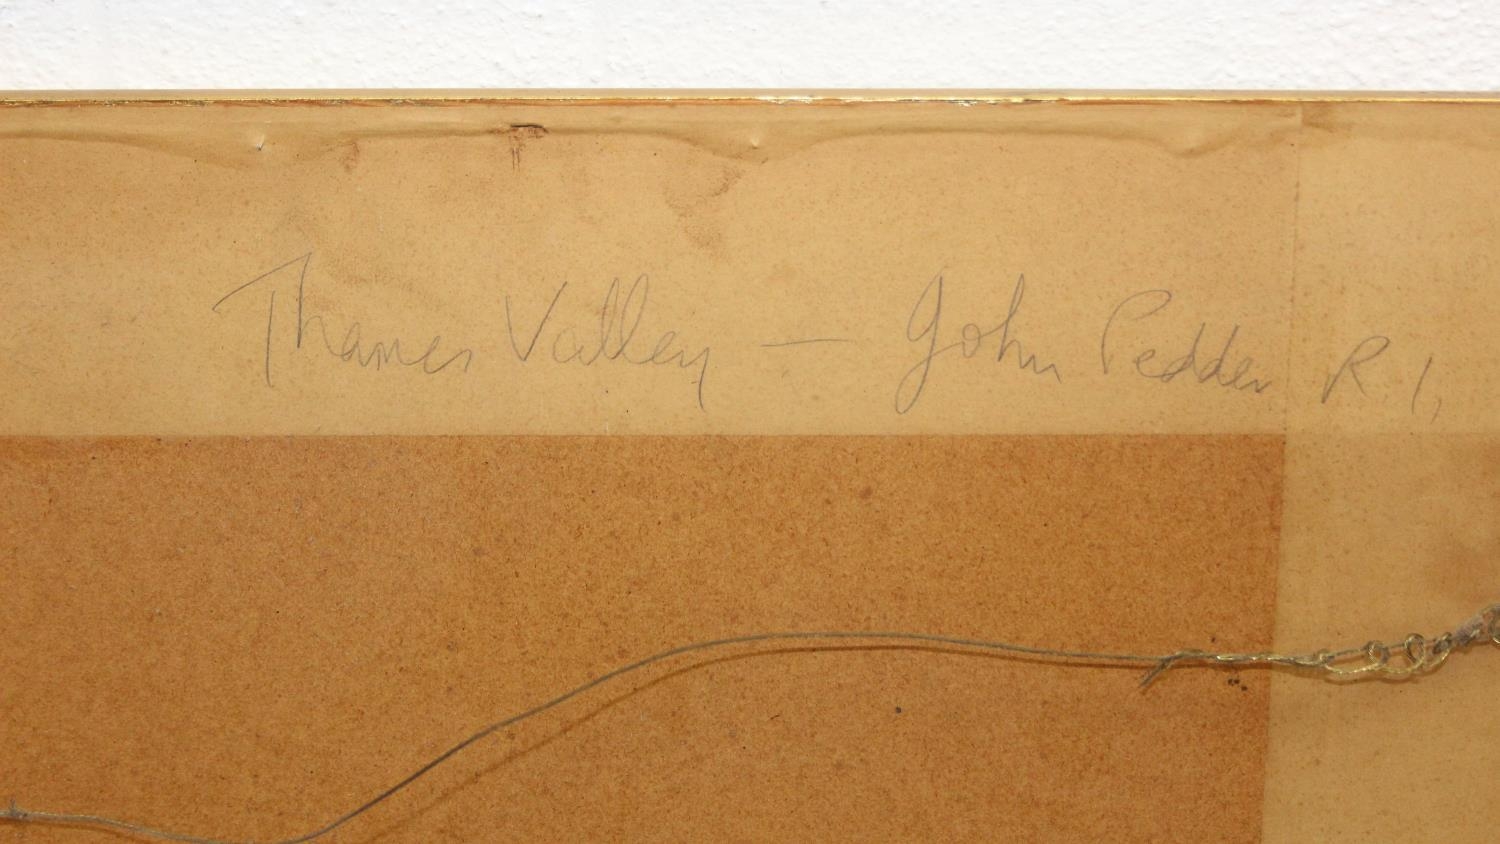 Thames Valley — John Pedder R.I.